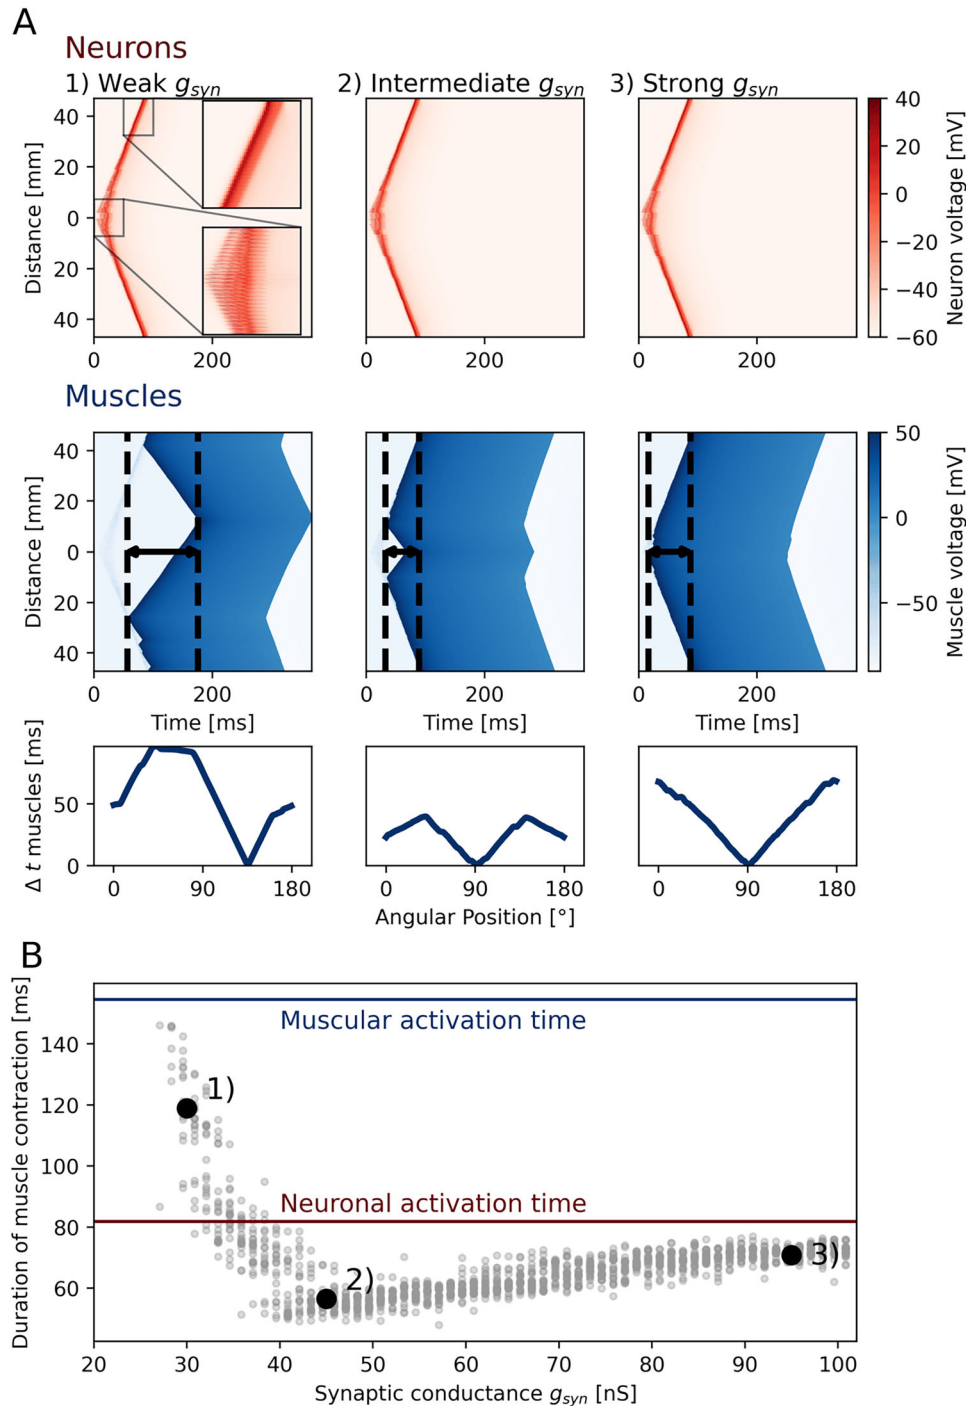 A
Neurons
1) Weak gsyn
2) Intermediate gsyn
3) Strong gsyn
Distance [mm]
40
20
0
20
40
0
200
0
200
0
200
40
20
0
−20
−40
−60
Neuron voltage [mV]
Muscles
Distance [mm]
40
20
0
20
40
0
200
0
200
0
200
Time [ms]
Time [ms]
Time [ms]
50
0
−50
Muscle voltage [mV]
Δ t muscles [ms]
50
0
0
90
180
0
90
180
0
90
180
Angular Position [°]
B
Duration of muscle contraction [ms]
140
120
100
80
60
Muscular activation time
1)
Neuronal activation time
2)
3)
20
30
40
50
60
70
80
90
100
Synaptic conductance gsyn [nS]